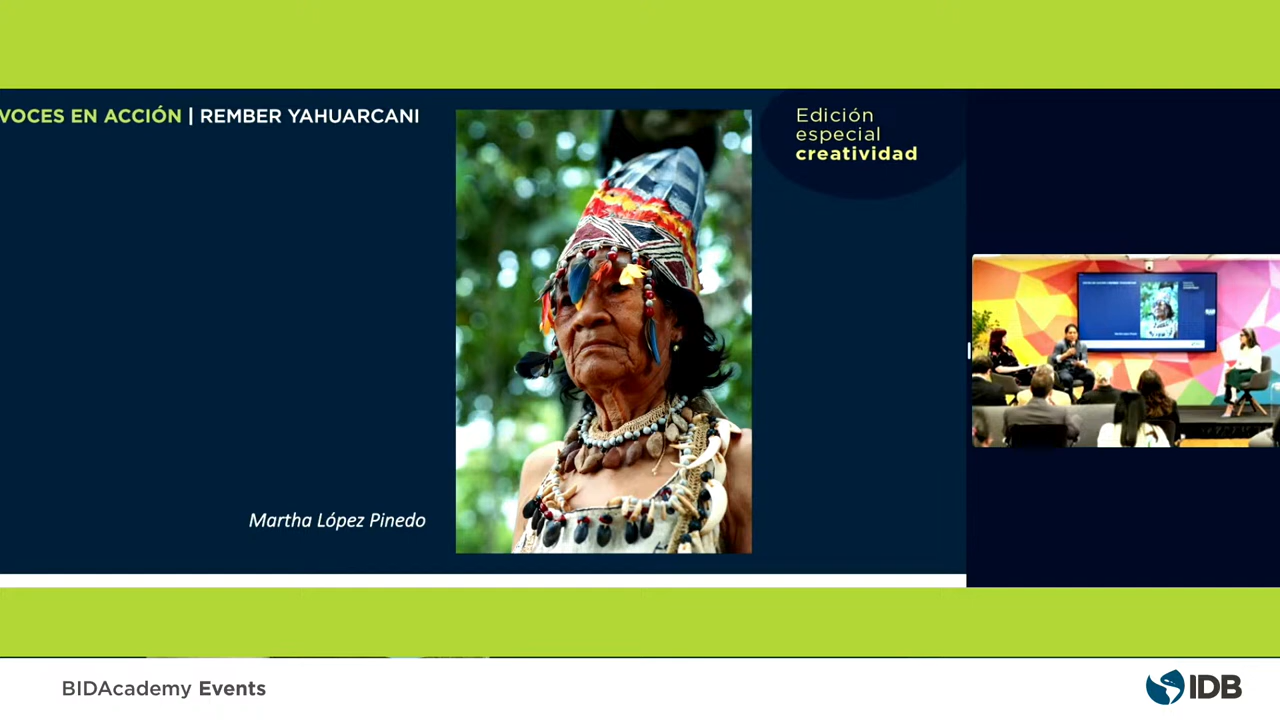 VOCES EN ACCIÓN | REMBER YAHUARCANI
Edición
especial
creatividad
Martha López Pinedo
BIDAcademy Events
IDB